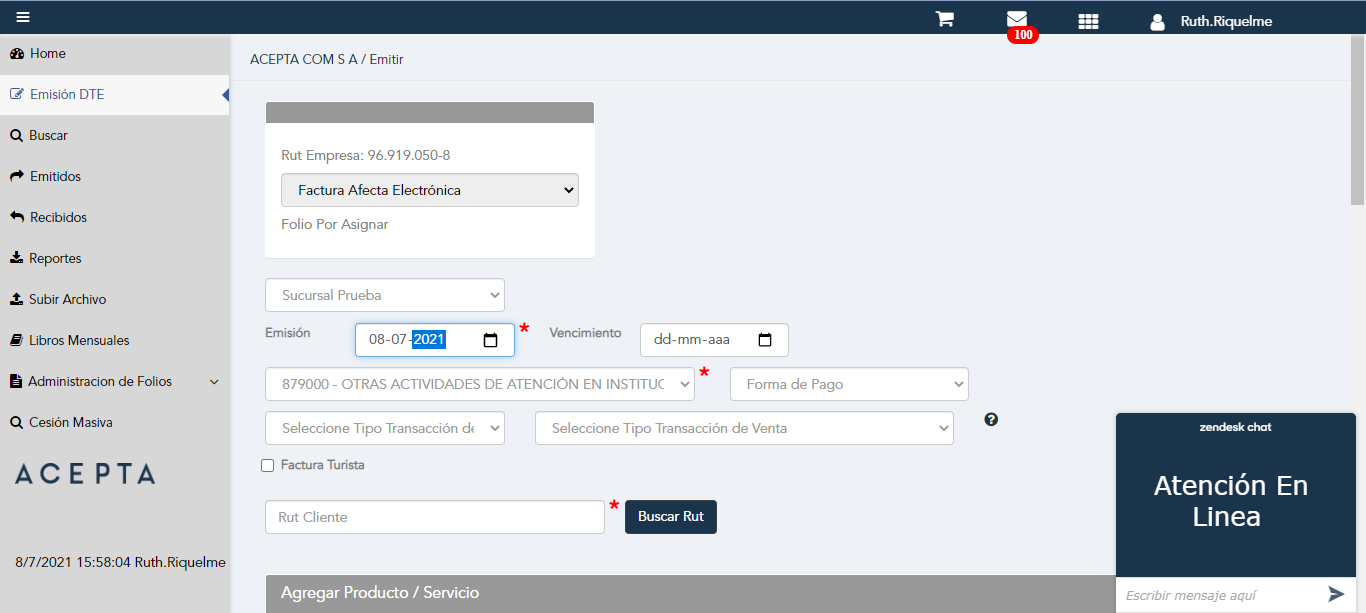 Ruth.Riquelme
100
Home
Emisión DTE
Buscar
Emitidos
Recibidos
Reportes
Subir Archivo
Libros Mensuales
Administracion de Folios
Cesión Masiva
ACEPTA
8/7/2021 15:58:04 Ruth.Riquelme
ACEPTA COM S A / Emitir
Rut Empresa: 96.919.050-8
Factura Afecta Electrónica
Folio Por Asignar
Sucursal Prueba
Emisión 08-07-2021 * Vencimiento dd-mm-aaa
879000 - OTRAS ACTIVIDADES DE ATENCIÓN EN INSTITUC * Forma de Pago
Seleccione Tipo Transacción de Seleccione Tipo Transacción de Venta ?
Factura Turista
Rut Cliente * Buscar Rut
Agregar Producto / Servicio
zendesk chat
Atención En
Linea
Escribir mensaje aquí